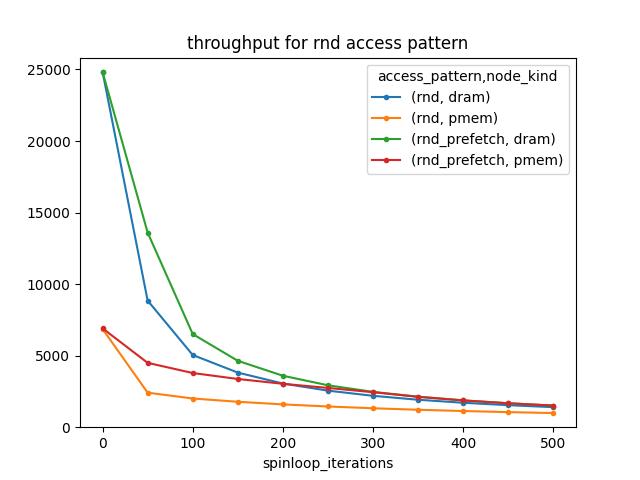 throughput for rnd access pattern
access_pattern,node_kind
(rnd, dram)
(rnd, pmem)
(rnd_prefetch, dram)
(rnd_prefetch, pmem)
25000
20000
15000
10000
5000
0
0 100 200 300 400 500
spinloop_iterations